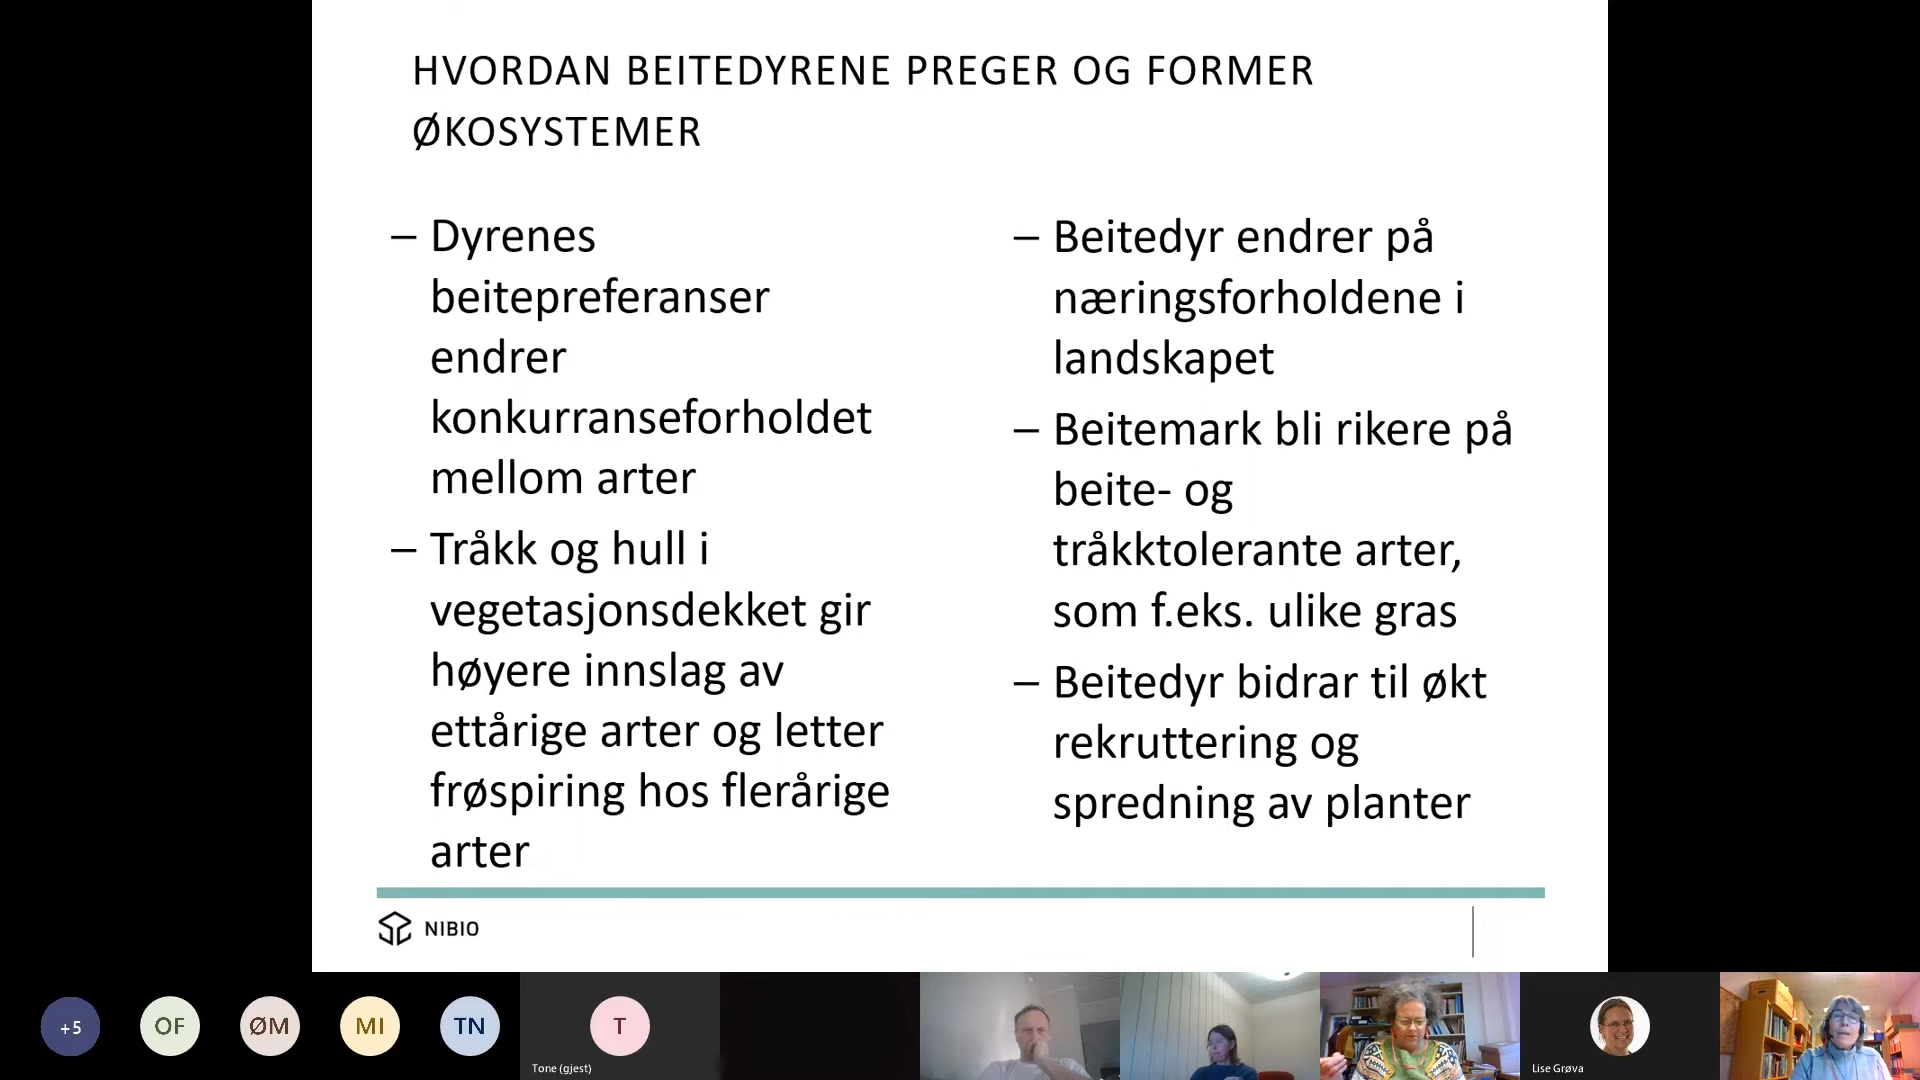 HVORDAN BEITEDYRENE PREGER OG FORMER
ØKOSYSTEMER
– Dyrenes
beitepreferanser
endrer
konkurranseforholdet
mellom arter
– Tråkk og hull i
vegetasjonsdekket gir
høyere innslag av
ettårige arter og letter
frøspiring hos flerårige
arter
– Beitedyr endrer på
næringsforholdene i
landskapet
– Beitemark bli rikere på
beite- og
tråkktolerante arter,
som f.eks. ulike gras
– Beitedyr bidrar til økt
rekruttering og
spredning av planter
NIBIO
+5
OF
ØM
MI
TN
T
Tone (gjest)
Lise Grøva